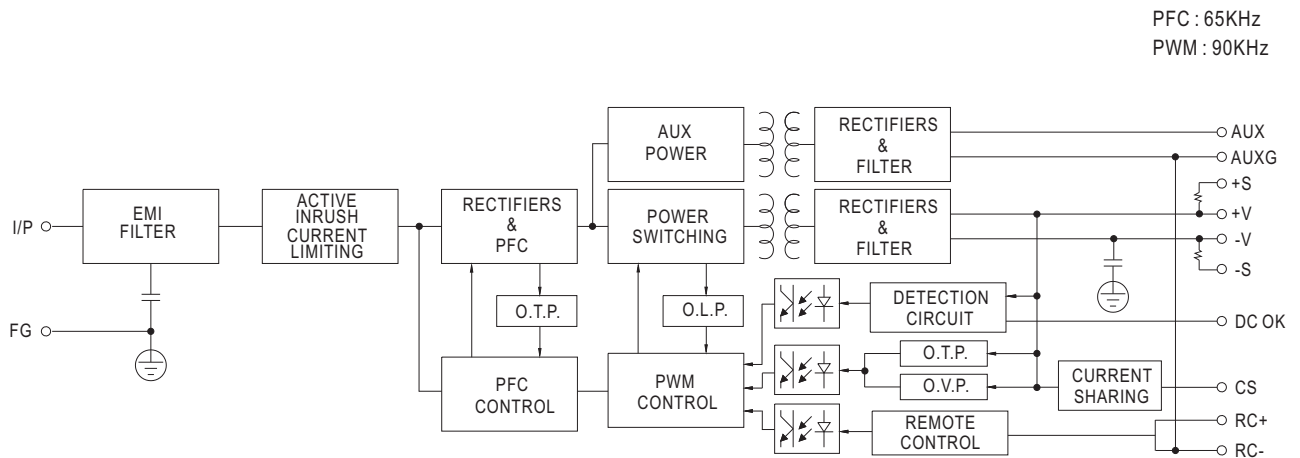 PFC : 65KHz
PWM : 90KHz
AUX
POWER
RECTIFIERS
&
FILTER
AUX
AUXG
+S
I/P
EMI
FILTER
ACTIVE
INRUSH
CURRENT
LIMITING
RECTIFIERS
&
PFC
POWER
SWITCHING
RECTIFIERS
&
FILTER
+V
-V
-S
FG
O.T.P.
O.L.P.
DETECTION
CIRCUIT
DC OK
PFC
CONTROL
PWM
CONTROL
O.T.P.
O.V.P.
CURRENT
SHARING
CS
REMOTE
CONTROL
RC+
RC-